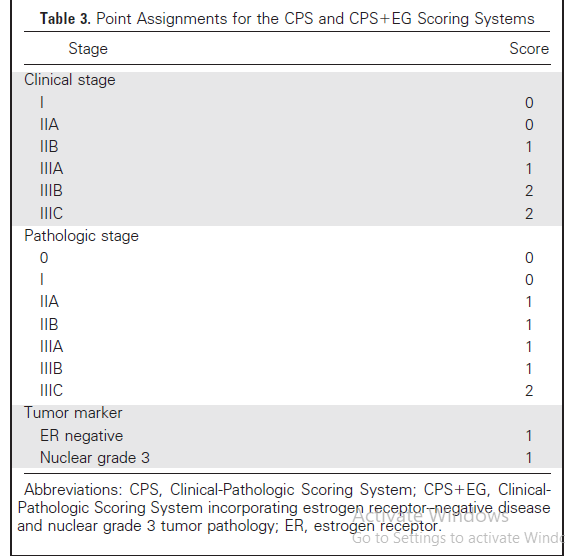 Table 3. Point Assignments for the CPS and CPS+EG Scoring Systems
Stage Score
Clinical stage
I 0
IIA 0
IIB 1
IIIA 1
IIIB 2
IIIC 2
Pathologic stage
0 0
I 0
IIA 1
IIB 1
IIIA 1
IIIB 1
IIIC 2
Tumor marker
ER negative 1
Nuclear grade 3 1
Abbreviations: CPS, Clinical-Pathologic Scoring System; CPS+EG, Clinical-
Pathologic Scoring System incorporating estrogen receptor–negative disease
and nuclear grade 3 tumor pathology; ER, estrogen receptor.
Activate Windows
Go to Settings to activate Wind